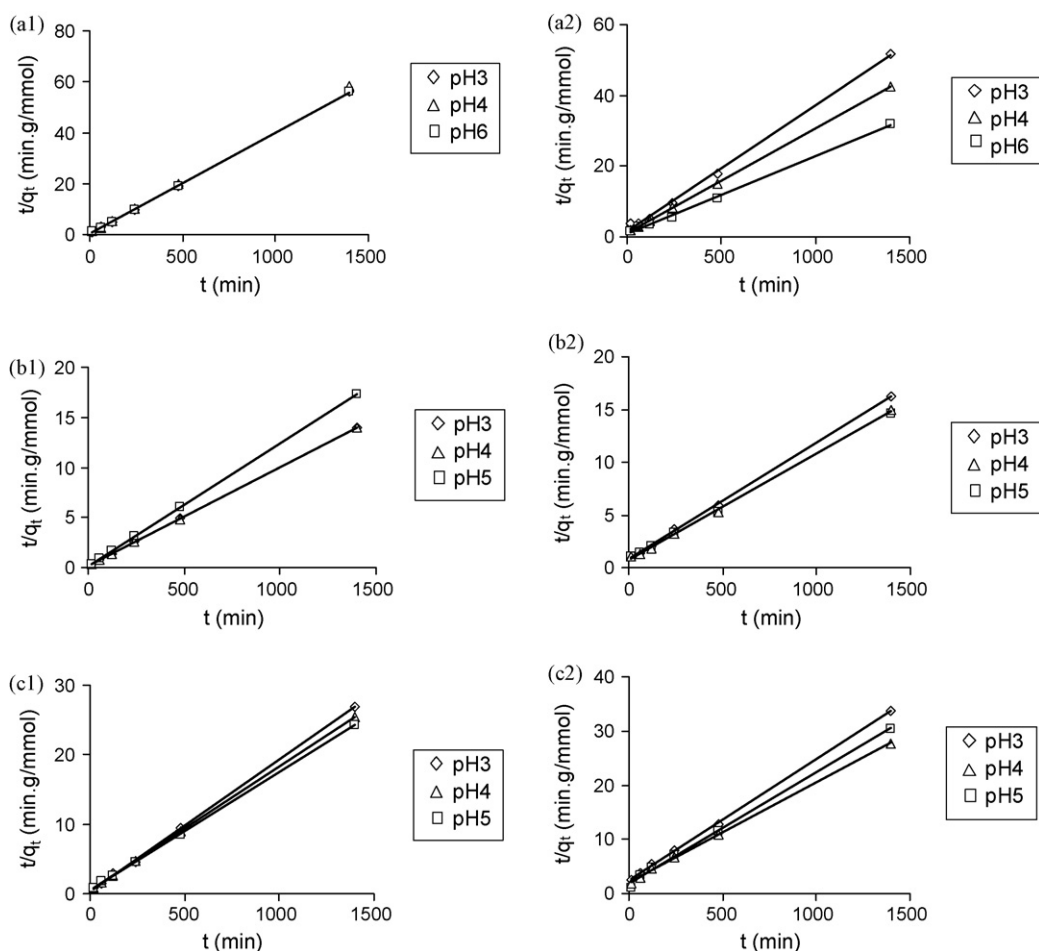 (a1)
t/qt (min.g/mmol)
80
60
40
20
0
0 500 1000 1500
t (min)
pH3
pH4
pH6
(a2)
t/qt (min.g/mmol)
60
40
20
0
0 500 1000 1500
t (min)
pH3
pH4
pH6
(b1)
t/qt (min.g/mmol)
20
15
10
5
0
0 500 1000 1500
t (min)
pH3
pH4
pH5
(b2)
t/qt (min.g/mmol)
20
15
10
5
0
0 500 1000 1500
t (min)
pH3
pH4
pH5
(c1)
t/qt (min.g/mmol)
30
20
10
0
0 500 1000 1500
t (min)
pH3
pH4
pH5
(c2)
t/qt (min.g/mmol)
40
30
20
10
0
0 500 1000 1500
t (min)
pH3
pH4
pH5